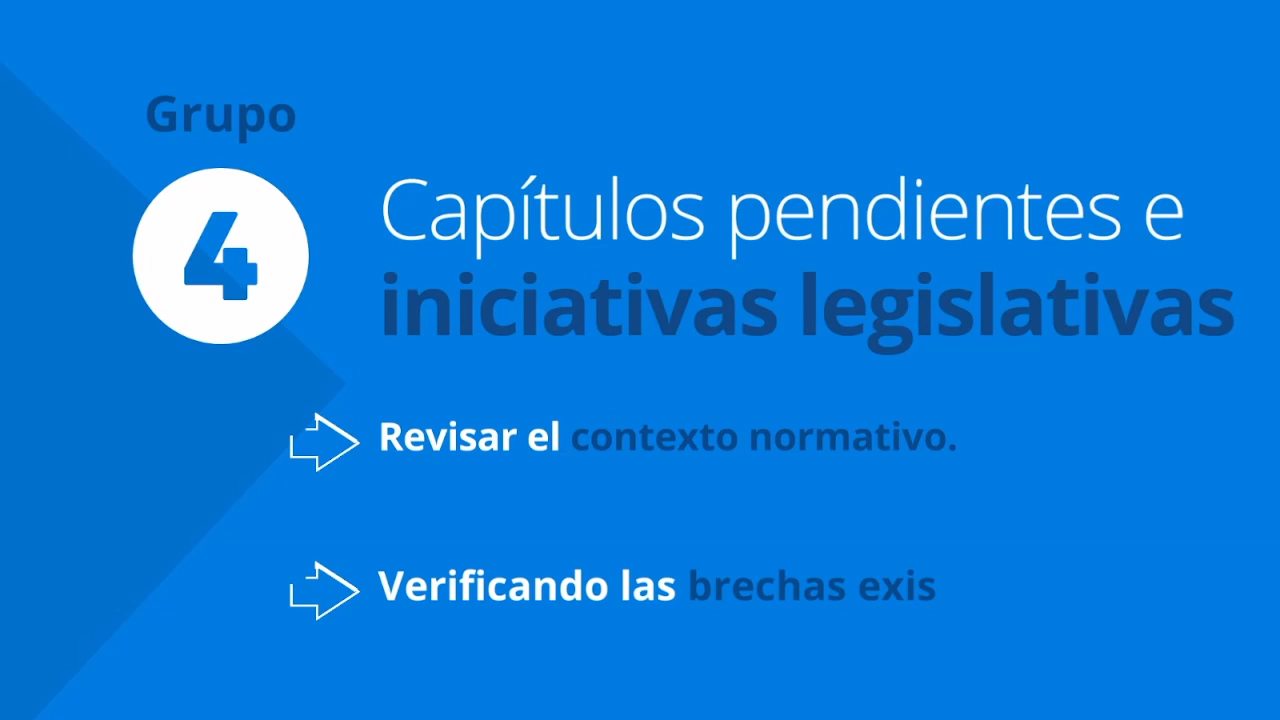 Grupo
4
Capítulos pendientes e
iniciativas legislativas
Revisar el contexto normativo.
Verificando las brechas exis